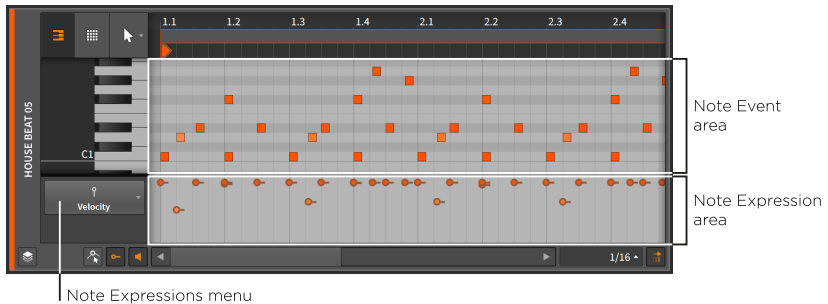 1.1 1.2 1.3 1.4 2.1 2.2 2.3 2.4
HOUSE BEAT 05
Note Event
area
C1
Velocity
Note Expression
area
1/16
Note Expressions menu